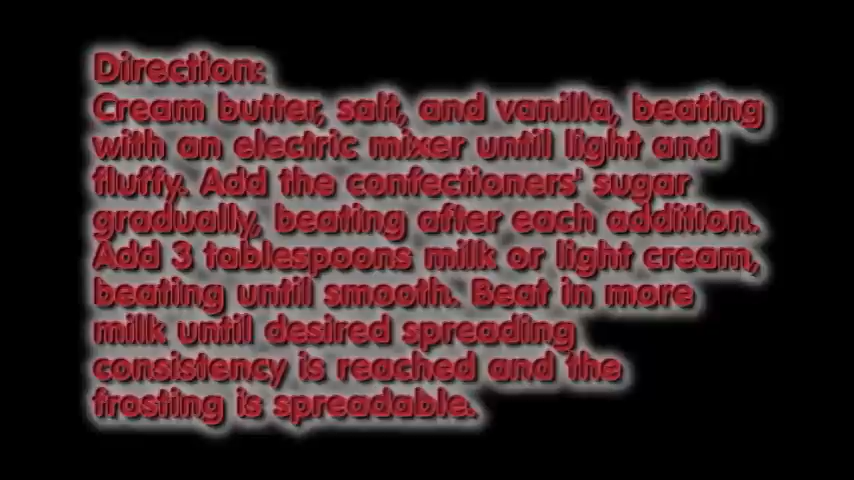 Direction:
Cream butter, salt, and vanilla, beating
with an electric mixer until light and
fluffy. Add the confectioners' sugar
gradually, beating after each addition.
Add 3 tablespoons milk or light cream,
beating until smooth. Beat in more
milk until desired spreading
consistency is reached and the
frosting is spreadable.